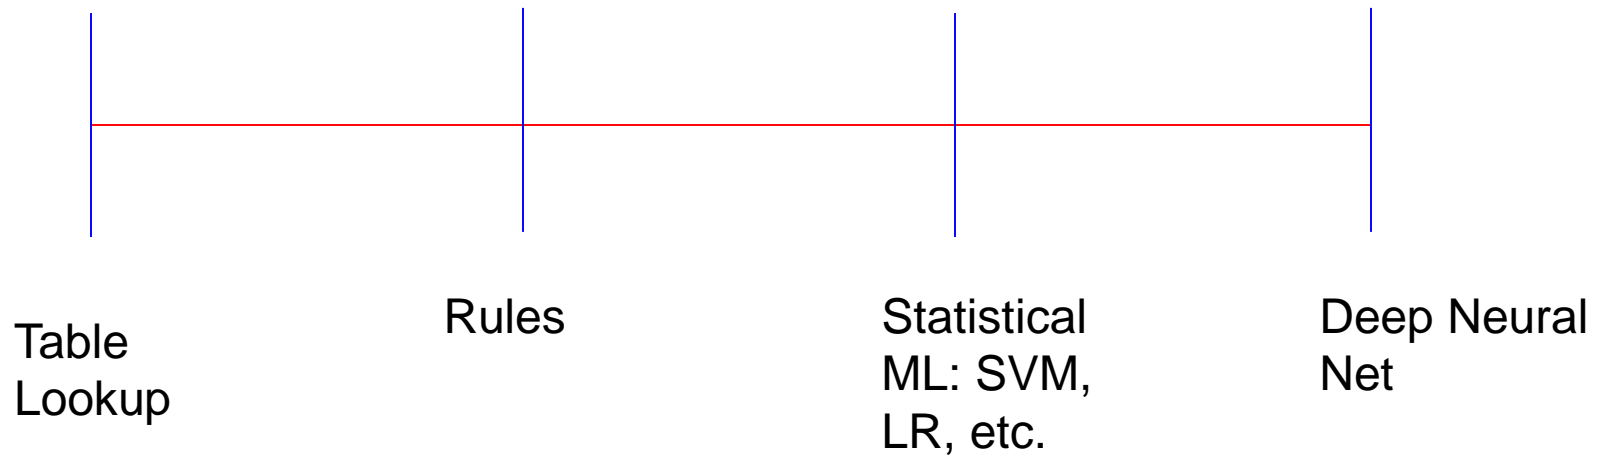 Table
Lookup
Rules
Statistical
ML: SVM,
LR, etc.
Deep Neural
Net